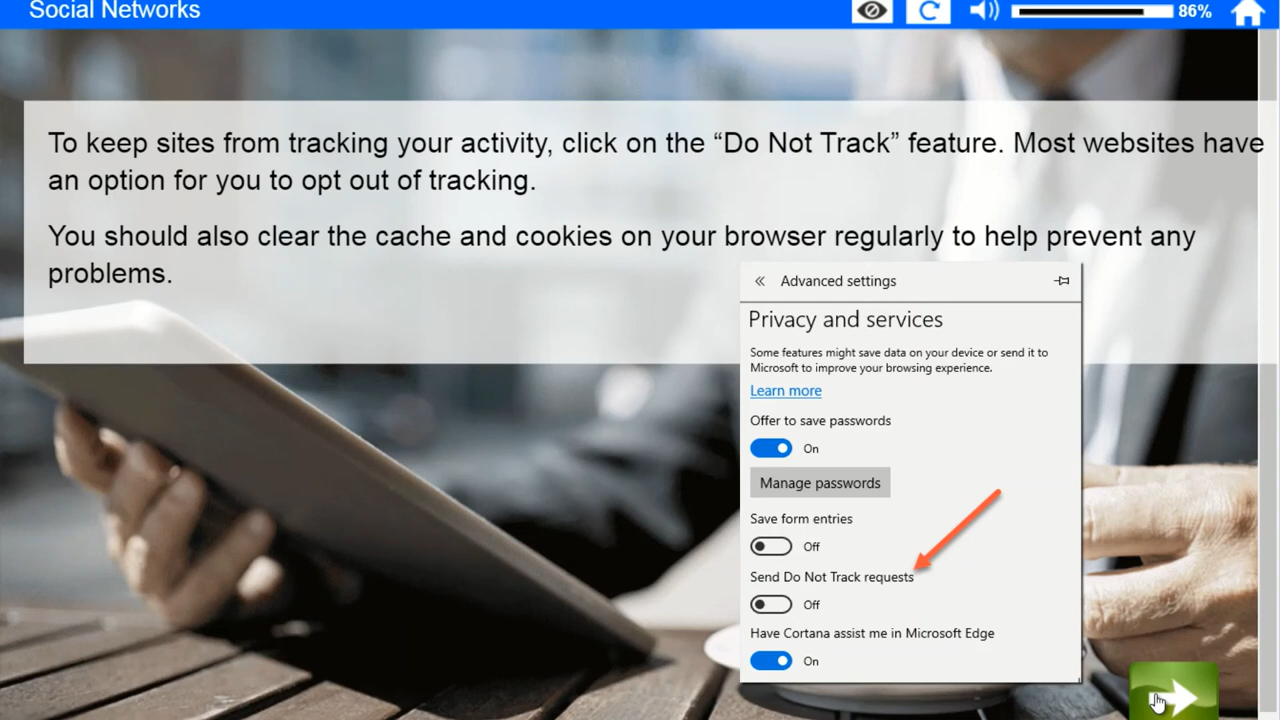 Social Networks
86%
To keep sites from tracking your activity, click on the “Do Not Track” feature. Most websites have
an option for you to opt out of tracking.
You should also clear the cache and cookies on your browser regularly to help prevent any
problems.
Advanced settings
Privacy and services
Some features might save data on your device or send it to
Microsoft to improve your browsing experience.
Learn more
Offer to save passwords
On
Manage passwords
Save form entries
Off
Send Do Not Track requests
Off
Have Cortana assist me in Microsoft Edge
On